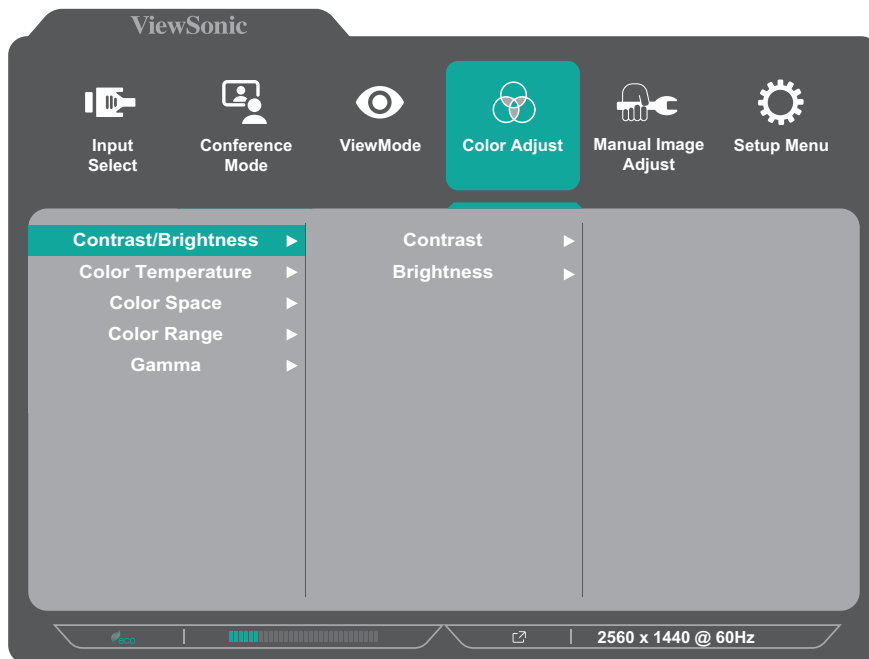 ViewSonic
Input
Select
Conference
Mode
ViewMode
Color Adjust
Manual Image
Adjust
Setup Menu
Contrast/Brightness
Color Temperature
Color Space
Color Range
Gamma
Contrast
Brightness
eco
2560 x 1440 @ 60Hz